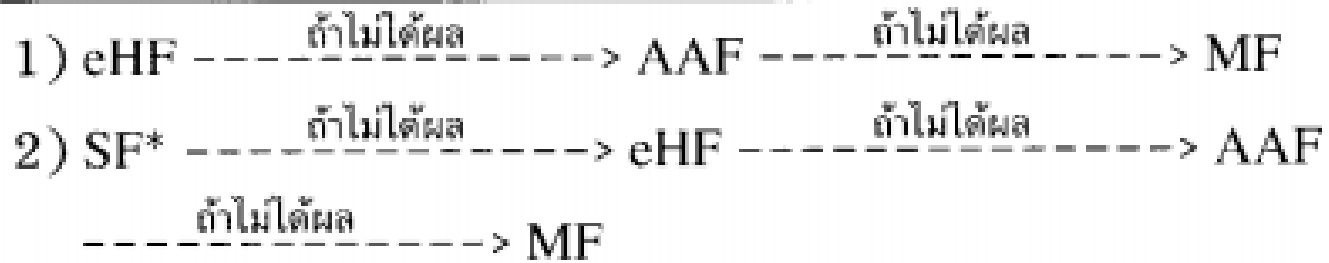 1) eHF ------ถ้าไม่ได้ผล------> AAF ------ถ้าไม่ได้ผล------> MF
2) SF* ------ถ้าไม่ได้ผล------> eHF ------ถ้าไม่ได้ผล------> AAF
------ถ้าไม่ได้ผล------> MF